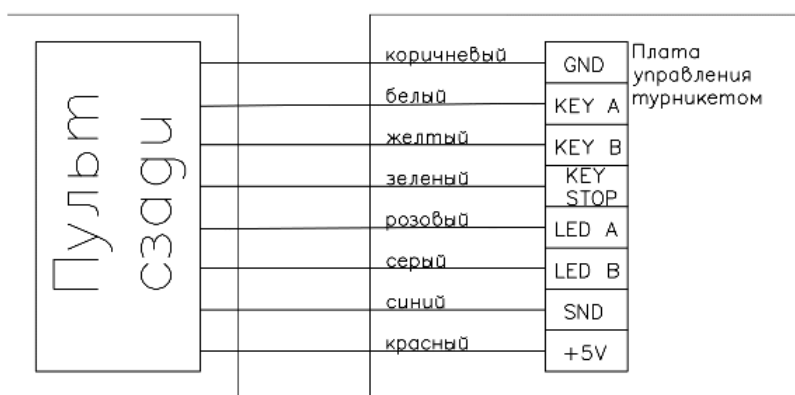 Пульт
сзади
коричневый
GND
белый
KEY A
желтый
KEY B
зеленый
KEY
STOP
розовый
LED A
серый
LED B
синий
SND
красный
+5V
Плата
управления
турникетом